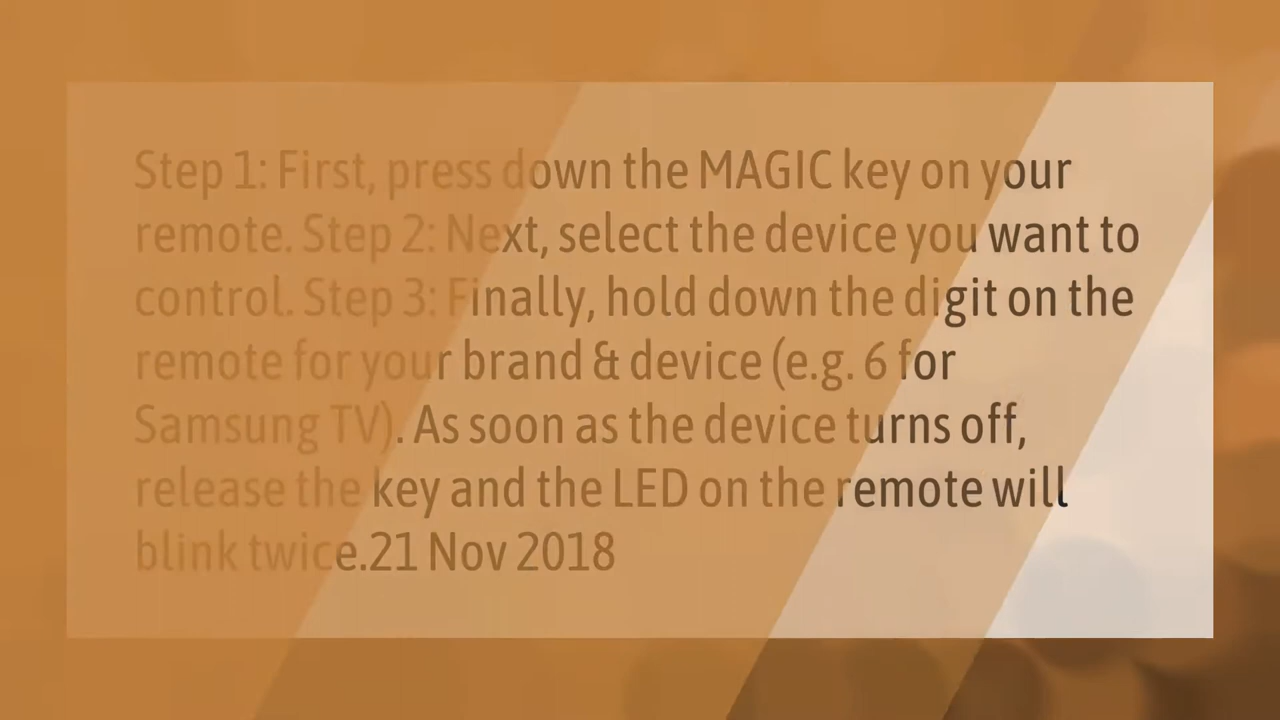 Step 1: First, press down the MAGIC key on your
remote. Step 2: Next, select the device you want to
control. Step 3: Finally, hold down the digit on the
remote for your brand & device (e.g. 6 for
Samsung TV). As soon as the device turns off,
release the key and the LED on the remote will
blink twice.21 Nov 2018